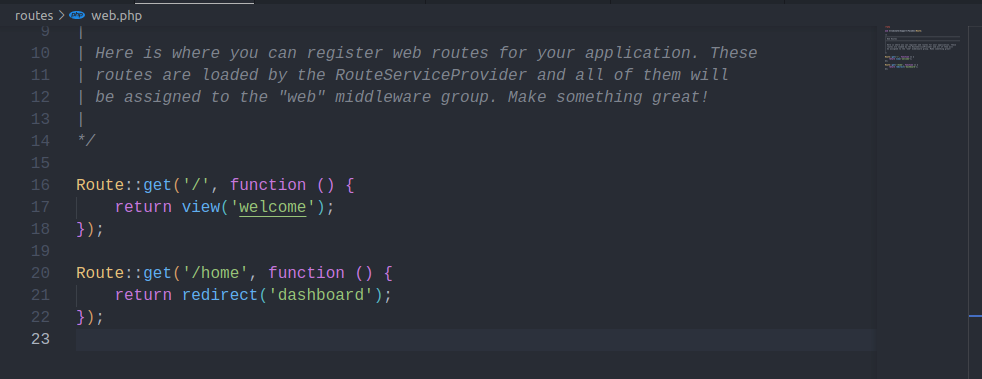 routes > php web.php
9 |
10 | Here is where you can register web routes for your application. These
11 | routes are loaded by the RouteServiceProvider and all of them will
12 | be assigned to the "web" middleware group. Make something great!
13 |
14 */
15
16 Route::get('/', function () {
17     return view('welcome');
18 });
19
20 Route::get('/home', function () {
21     return redirect('dashboard');
22 });
23